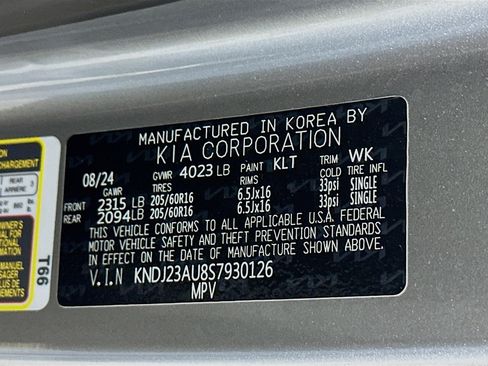 MANUFACTURED IN KOREA BY
KIA CORPORATION
08/24 GVWR 4023 LB PAINT KLT TRIM WK
GAWR TIRES RIMS COLD TIRE INFL
FRONT 2315 LB 205/60R16 6.5Jx16 33psi SINGLE
REAR 2094LB 205/60R16 6.5Jx16 33psi SINGLE
THIS VEHICLE CONFORMS TO ALL APPLICABLE U.S.A. FEDERAL
MOTOR VEHICLE SAFETY AND THEFT PREVENTION STANDARDS
IN EFFECT ON THE DATE OF MANUFACTURE SHOWN ABOVE.
V.I.N KNDJ23AU8S7930126
MPV
T66